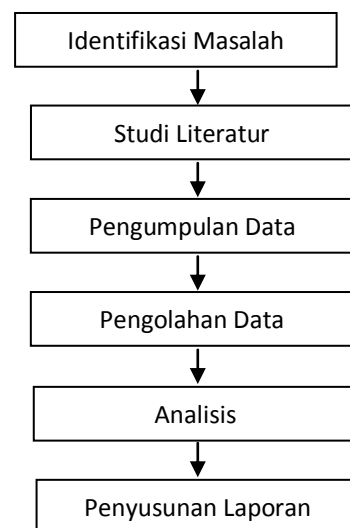 Identifikasi Masalah
Studi Literatur
Pengumpulan Data
Pengolahan Data
Analisis
Penyusunan Laporan